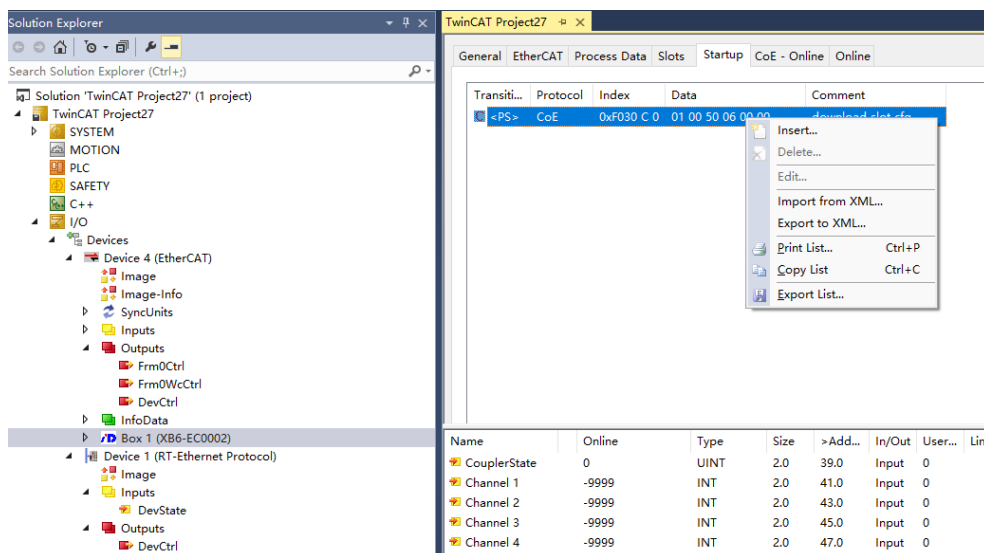 Solution Explorer
Search Solution Explorer (Ctrl+;)
Solution 'TwinCAT Project27' (1 project)
TwinCAT Project27
SYSTEM
MOTION
PLC
SAFETY
C++
I/O
Devices
Device 4 (EtherCAT)
Image
Image-Info
SyncUnits
Inputs
Outputs
Frm0Ctrl
Frm0WcCtrl
DevCtrl
InfoData
Box 1 (XB6-EC0002)
Device 1 (RT-Ethernet Protocol)
Image
Inputs
DevState
Outputs
DevCtrl
TwinCAT Project27
General EtherCAT Process Data Slots Startup CoE - Online Online
Transiti... Protocol Index Data Comment
<PS> CoE 0xF030 C 0 01 00 50 06 00 00 download slot cfg
Insert...
Delete...
Edit...
Import from XML...
Export to XML...
Print List... Ctrl+P
Copy List Ctrl+C
Export List...
Name Online Type Size >Add... In/Out User... Lin
CouplerState 0 UINT 2.0 39.0 Input 0
Channel 1 -9999 INT 2.0 41.0 Input 0
Channel 2 -9999 INT 2.0 43.0 Input 0
Channel 3 -9999 INT 2.0 45.0 Input 0
Channel 4 -9999 INT 2.0 47.0 Input 0